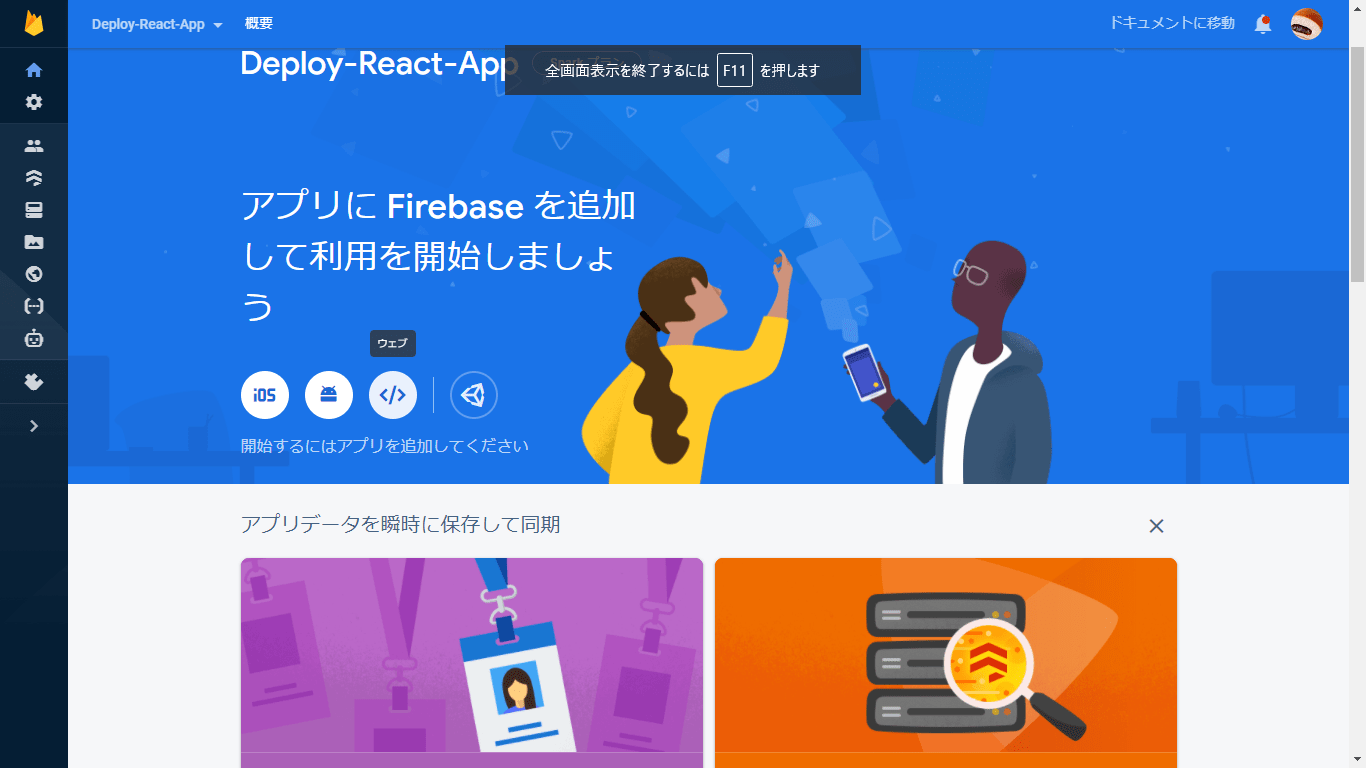 Deploy-React-App
概要
ドキュメントに移動
Deploy-React-App
全画面表示を終了するには F11 を押します
アプリに Firebase を追加
して利用を開始しましょ
う
ウェブ
iOS
開始するにはアプリを追加してください
アプリデータを瞬時に保存して同期